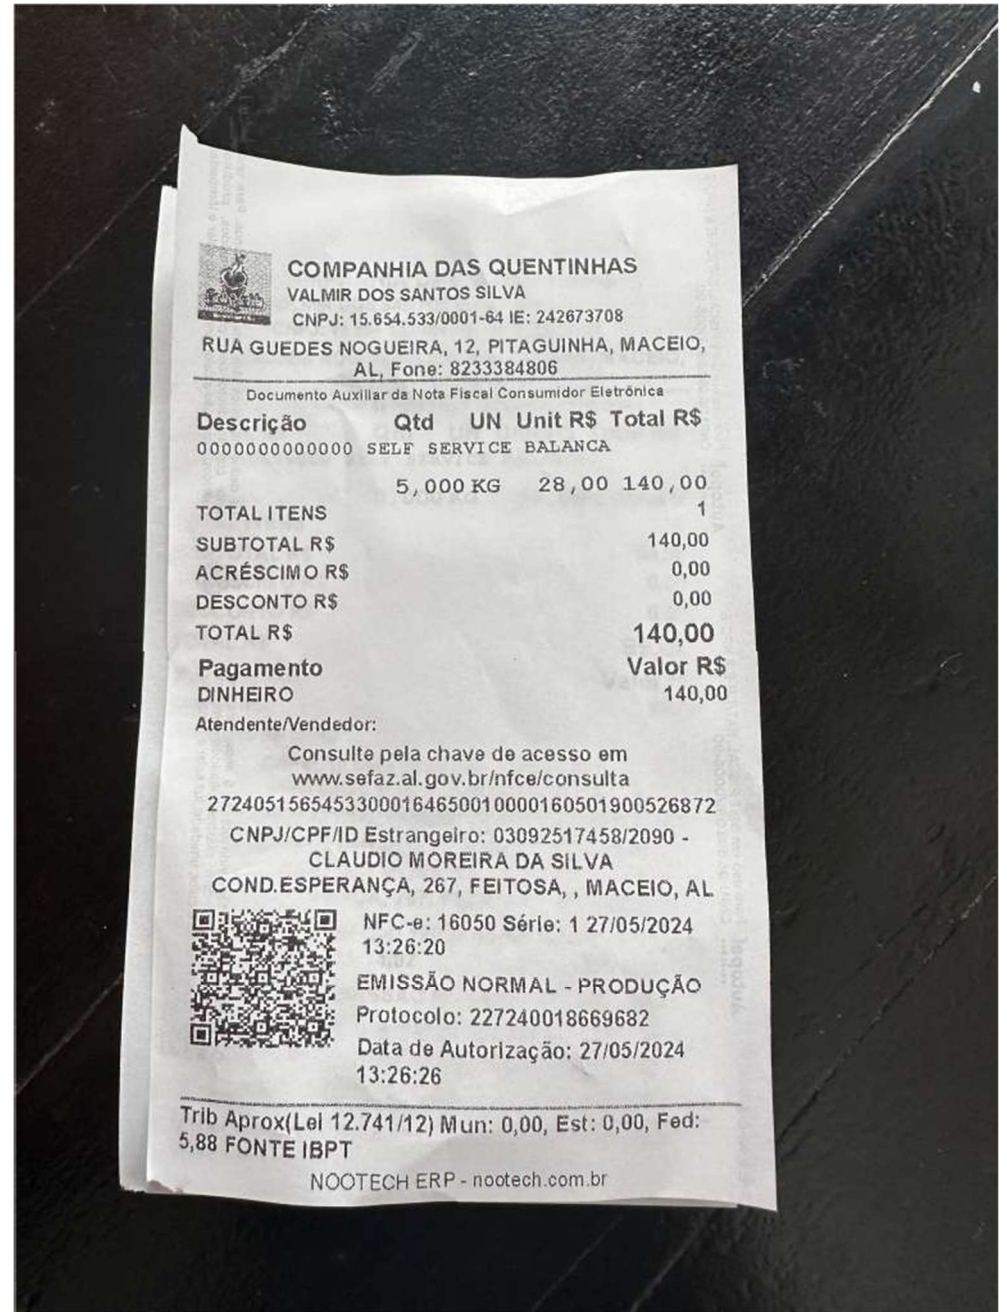 COMPANHIA DAS QUENTINHAS
VALMIR DOS SANTOS SILVA
CNPJ: 15.654.533/0001-64 IE: 242673708
RUA GUEDES NOGUEIRA, 12, PITAGUINHA, MACEIO,
AL, Fone: 8233384806
Documento Auxiliar da Nota Fiscal Consumidor Eletrônica
Descrição Qtd UN Unit R$ Total R$
0000000000000 SELF SERVICE BALANCA
5,000 KG 28,00 140,00
TOTAL ITENS 1
SUBTOTAL R$ 140,00
ACRÉSCIMO R$ 0,00
DESCONTO R$ 0,00
TOTAL R$ 140,00
Pagamento Valor R$
DINHEIRO 140,00
Atendente/Vendedor:
Consulte pela chave de acesso em
www.sefaz.al.gov.br/nfce/consulta
27240515654533000164650010000160501900526872
CNPJ/CPF/ID Estrangeiro: 03092517458/2090 -
CLAUDIO MOREIRA DA SILVA
COND.ESPERANÇA, 267, FEITOSA, , MACEIO, AL
NFC-e: 16050 Série: 1 27/05/2024
13:26:20
EMISSÃO NORMAL - PRODUÇÃO
Protocolo: 227240018669682
Data de Autorização: 27/05/2024
13:26:26
Trib Aprox(Lei 12.741/12) Mun: 0,00, Est: 0,00, Fed:
5,88 FONTE IBPT
NOOTECH ERP - nootech.com.br